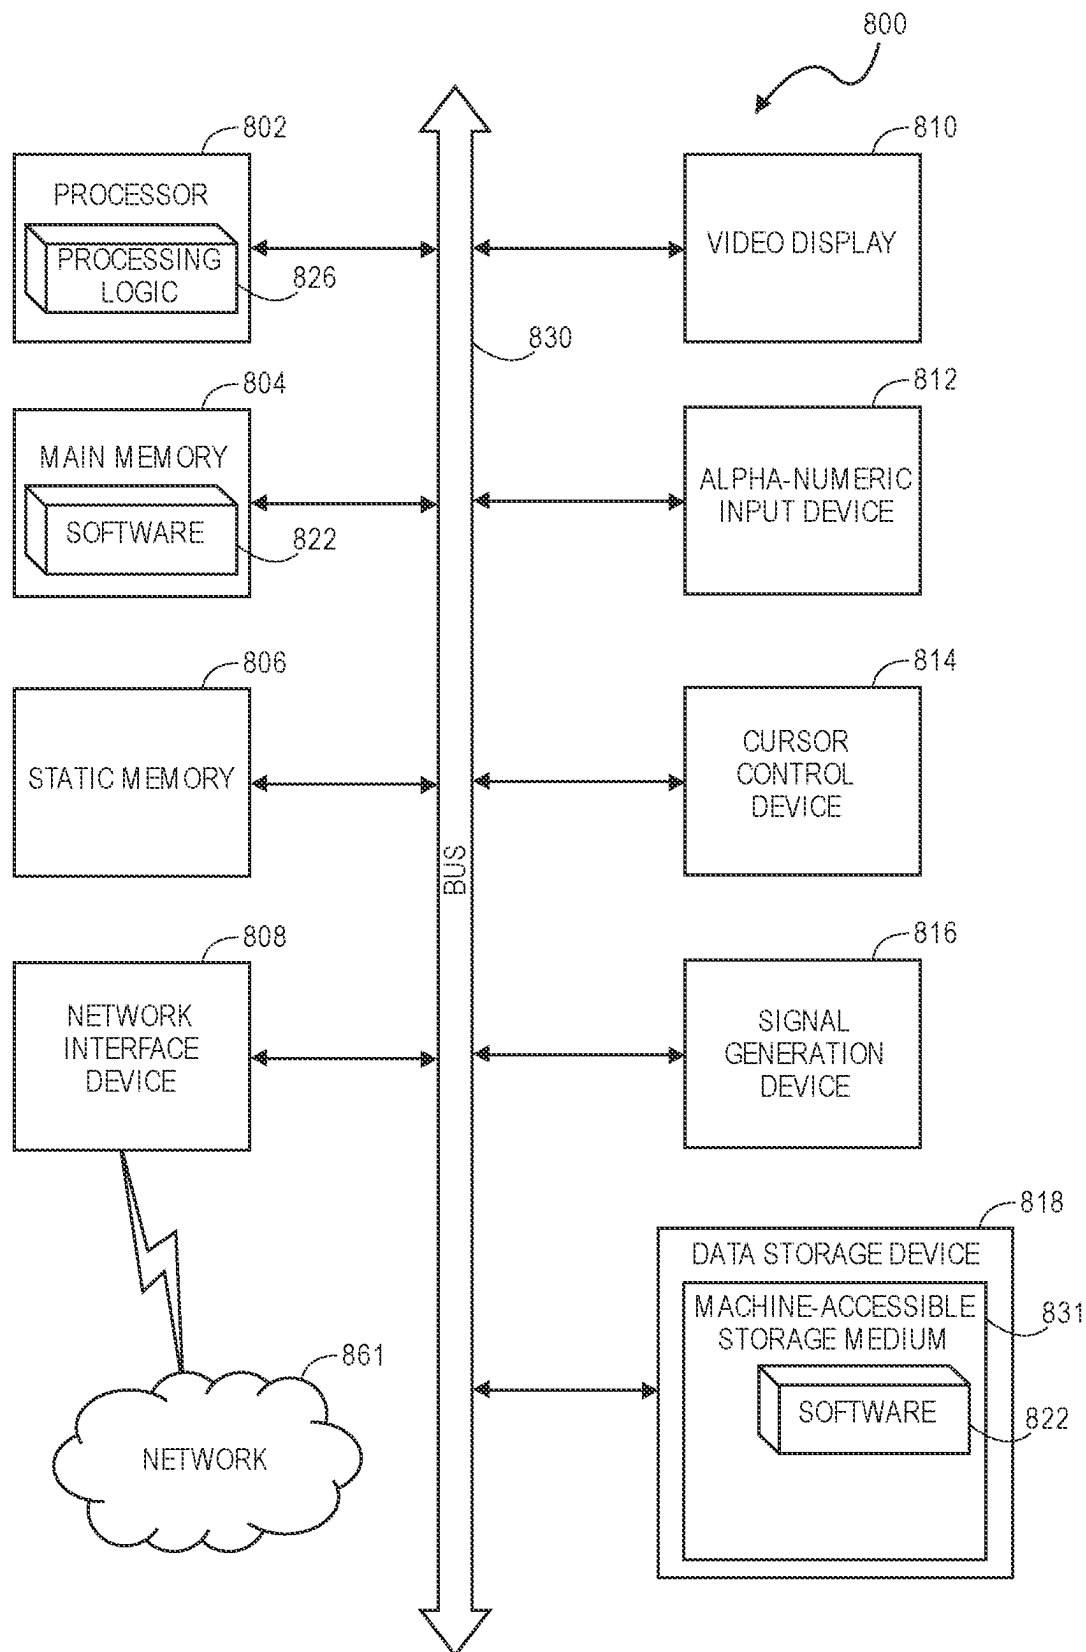 800
802
PROCESSOR
PROCESSING
LOGIC
826
810
VIDEO DISPLAY
830
804
MAIN MEMORY
SOFTWARE
822
812
ALPHA-NUMERIC
INPUT DEVICE
806
STATIC MEMORY
814
CURSOR
CONTROL
DEVICE
BUS
808
NETWORK
INTERFACE
DEVICE
816
SIGNAL
GENERATION
DEVICE
861
NETWORK
818
DATA STORAGE DEVICE
MACHINE-ACCESSIBLE
STORAGE MEDIUM
831
SOFTWARE
822